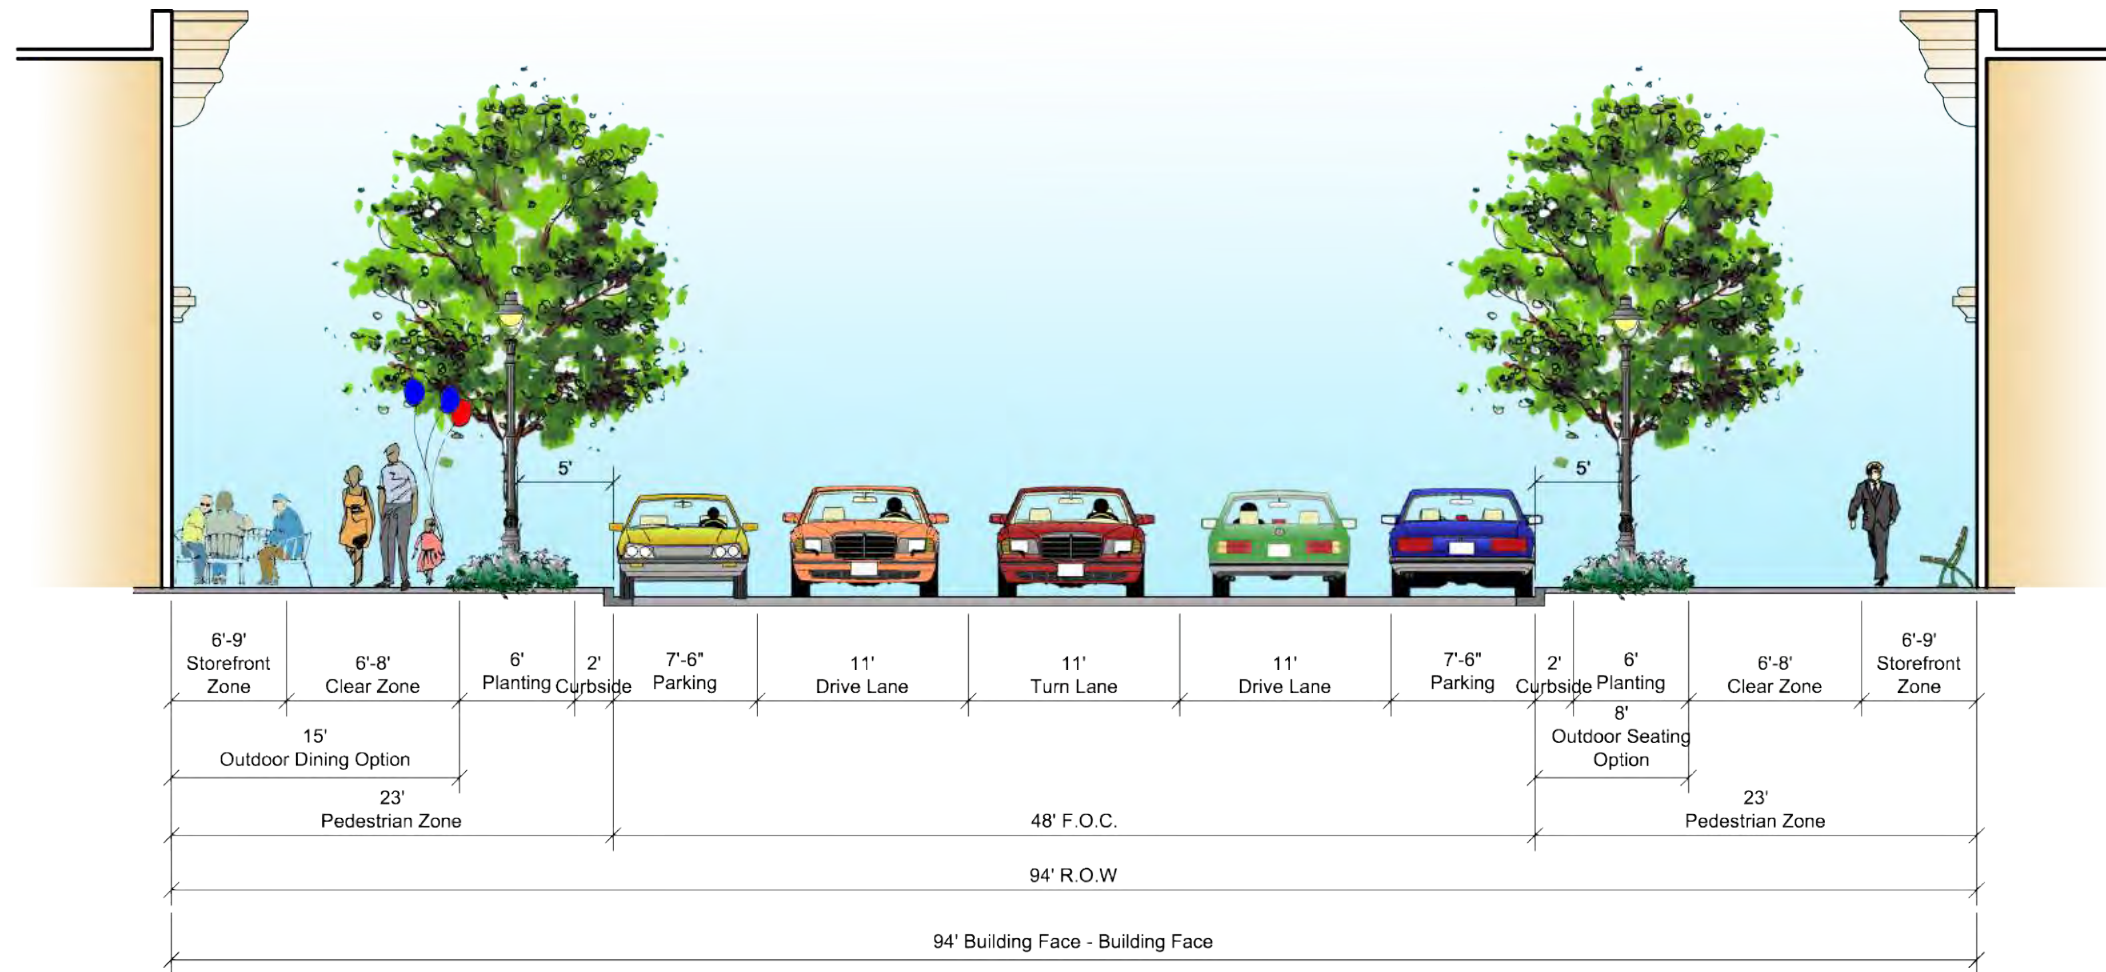 5'
5'
6'-9'
Storefront
Zone
6'-8'
Clear Zone
6'
Planting
2'
Curbside
7'-6"
Parking
11'
Drive Lane
11'
Turn Lane
11'
Drive Lane
7'-6"
Parking
2'
Curbside
6'
Planting
6'-8'
Clear Zone
6'-9'
Storefront
Zone
15'
Outdoor Dining Option
8'
Outdoor Seating
Option
23'
Pedestrian Zone
48' F.O.C.
23'
Pedestrian Zone
94' R.O.W
94' Building Face - Building Face